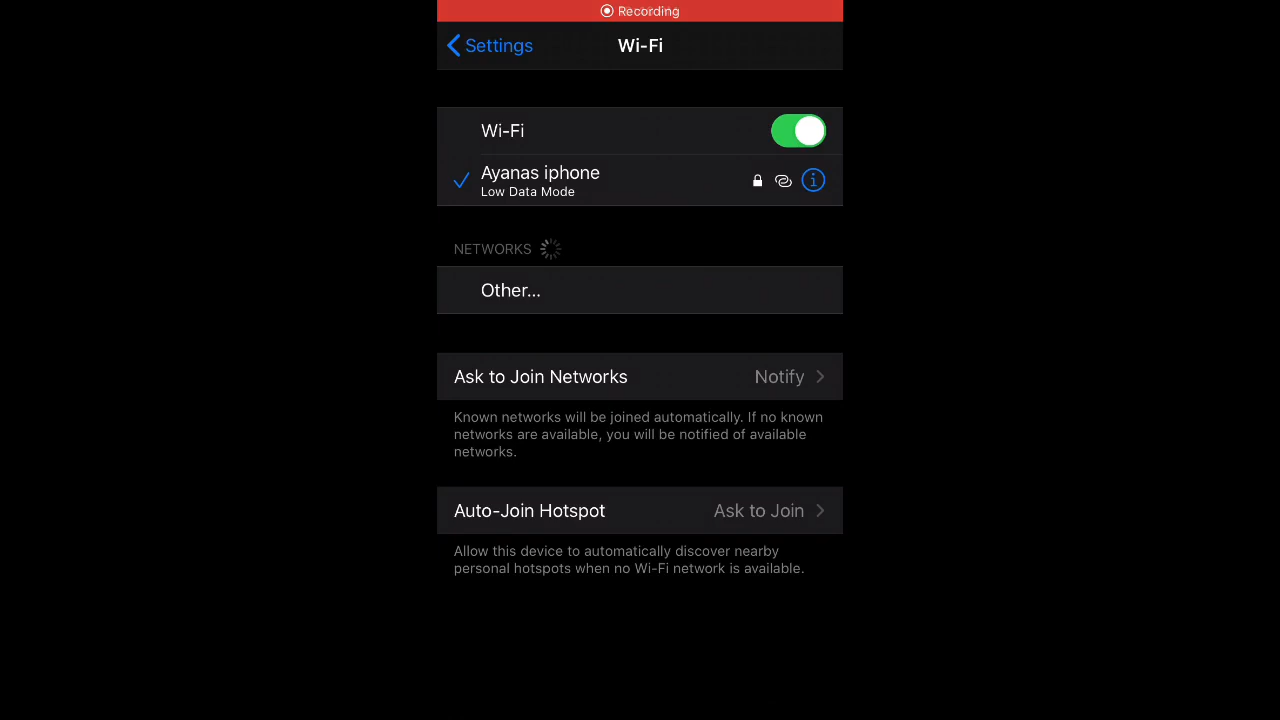 Recording
Settings
Wi-Fi
Wi-Fi
Ayanas iphone
Low Data Mode
NETWORKS
Other...
Ask to Join Networks Notify
Known networks will be joined automatically. If no known
networks are available, you will be notified of available
networks.
Auto-Join Hotspot Ask to Join
Allow this device to automatically discover nearby
personal hotspots when no Wi-Fi network is available.